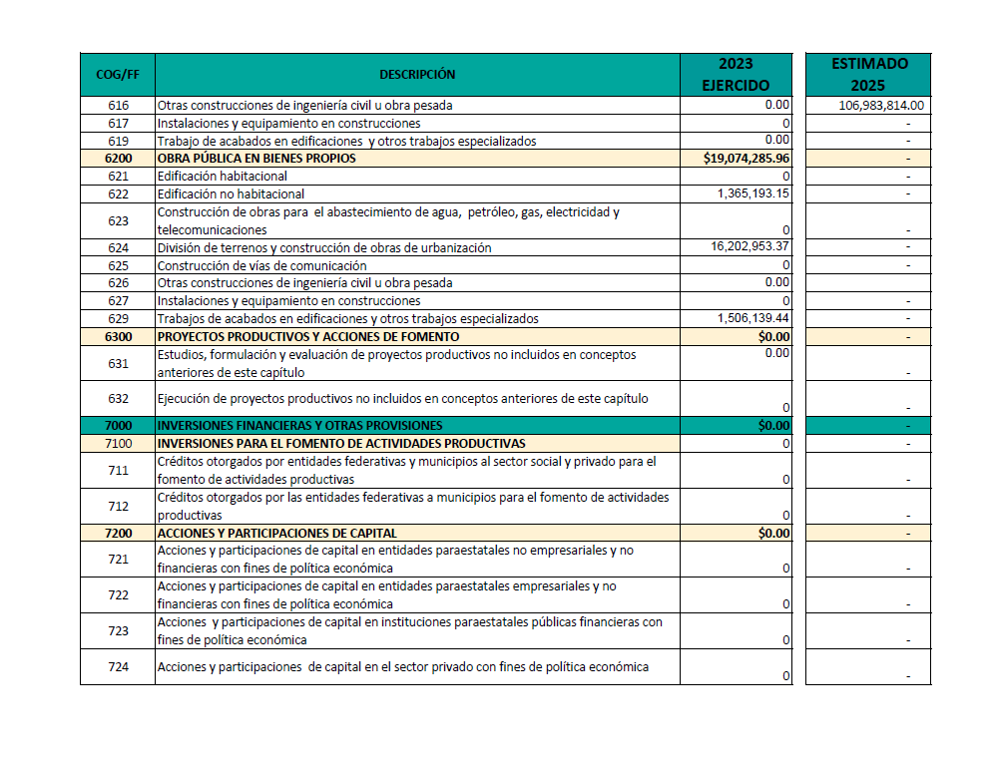 COG/FF DESCRIPCIÓN 2023 EJERCIDO ESTIMADO 2025
616 Otras construcciones de ingeniería civil u obra pesada 0.00 106,983,814.00
617 Instalaciones y equipamiento en construcciones 0 -
619 Trabajo de acabados en edificaciones y otros trabajos especializados 0.00 -
6200 OBRA PÚBLICA EN BIENES PROPIOS $19,074,285.96 -
621 Edificación habitacional 0 -
622 Edificación no habitacional 1,365,193.15 -
623 Construcción de obras para el abastecimiento de agua, petróleo, gas, electricidad y
telecomunicaciones 0 -
624 División de terrenos y construcción de obras de urbanización 16,202,953.37 -
625 Construcción de vías de comunicación 0 -
626 Otras construcciones de ingeniería civil u obra pesada 0.00
627 Instalaciones y equipamiento en construcciones 0 -
629 Trabajos de acabados en edificaciones y otros trabajos especializados 1,506,139.44 -
6300 PROYECTOS PRODUCTIVOS Y ACCIONES DE FOMENTO $0.00 -
631 Estudios, formulación y evaluación de proyectos productivos no incluidos en conceptos 0.00
anteriores de este capítulo -
632 Ejecución de proyectos productivos no incluidos en conceptos anteriores de este capítulo 0 -
7000 INVERSIONES FINANCIERAS Y OTRAS PROVISIONES $0.00 -
7100 INVERSIONES PARA EL FOMENTO DE ACTIVIDADES PRODUCTIVAS 0 -
711 Créditos otorgados por entidades federativas y municipios al sector social y privado para el
fomento de actividades productivas 0 -
712 Créditos otorgados por las entidades federativas a municipios para el fomento de actividades
productivas 0 -
7200 ACCIONES Y PARTICIPACIONES DE CAPITAL $0.00 -
721 Acciones y participaciones de capital en entidades paraestatales no empresariales y no
financieras con fines de política económica 0 -
722 Acciones y participaciones de capital en entidades paraestatales empresariales y no
financieras con fines de política económica 0 -
723 Acciones y participaciones de capital en instituciones paraestatales públicas financieras con
fines de política económica 0 -
724 Acciones y participaciones de capital en el sector privado con fines de política económica 0 -